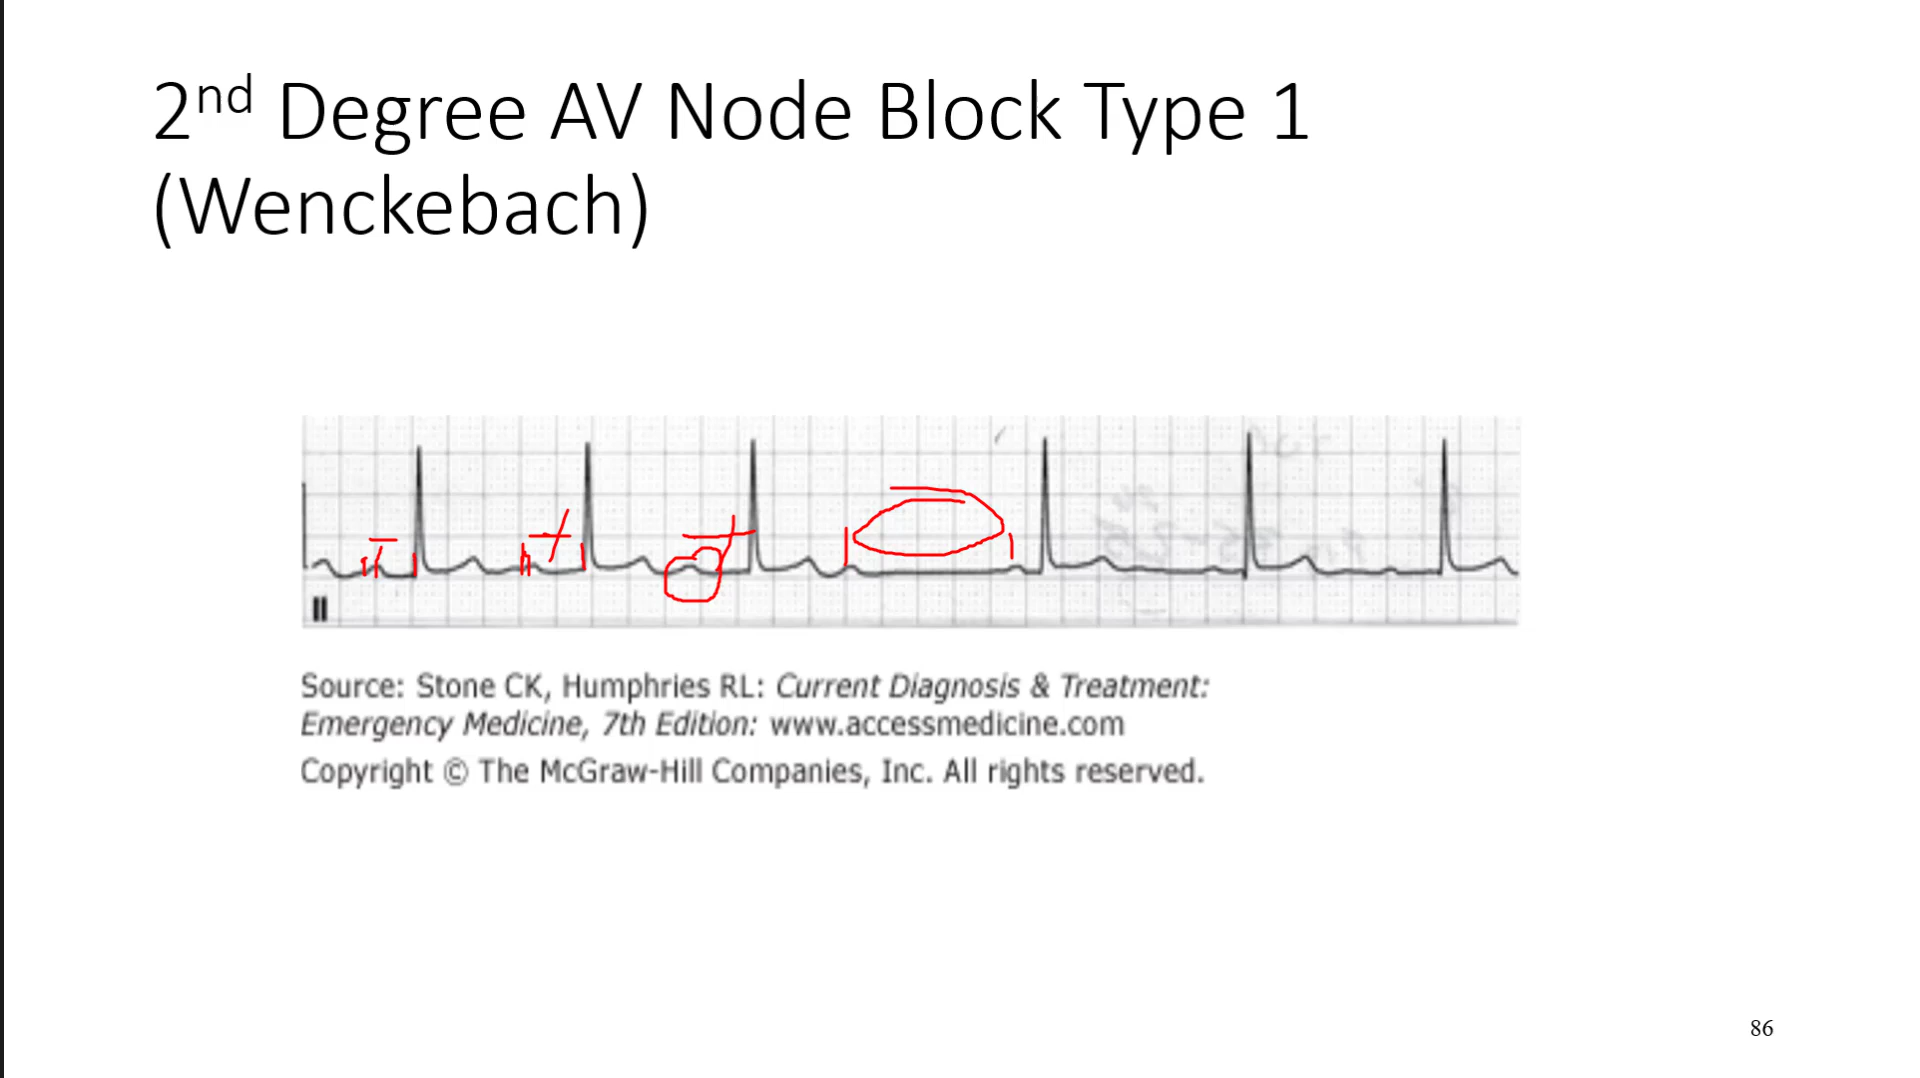 2nd Degree AV Node Block Type 1
(Wenckebach)
II
Source: Stone CK, Humphries RL: Current Diagnosis & Treatment:
Emergency Medicine, 7th Edition: www.accessmedicine.com
Copyright © The McGraw-Hill Companies, Inc. All rights reserved.
86